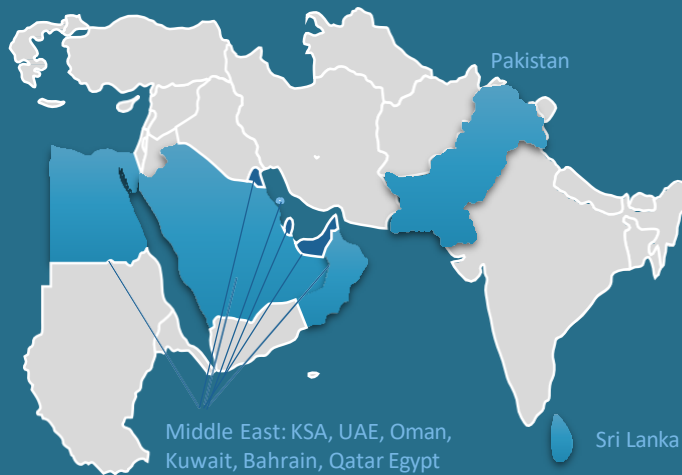 Pakistan
Middle East: KSA, UAE, Oman,
Kuwait, Bahrain, Qatar Egypt
Sri Lanka